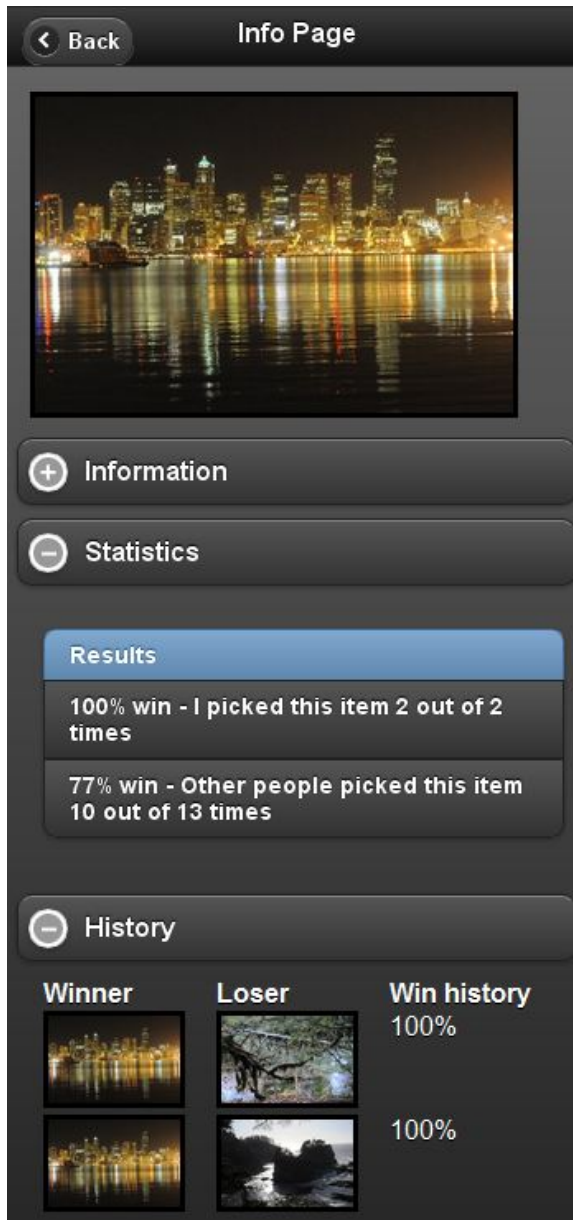 Back
Info Page
Information
Statistics
Results
100% win - I picked this item 2 out of 2
times
77% win - Other people picked this item
10 out of 13 times
History
Winner Loser Win history
100%
100%